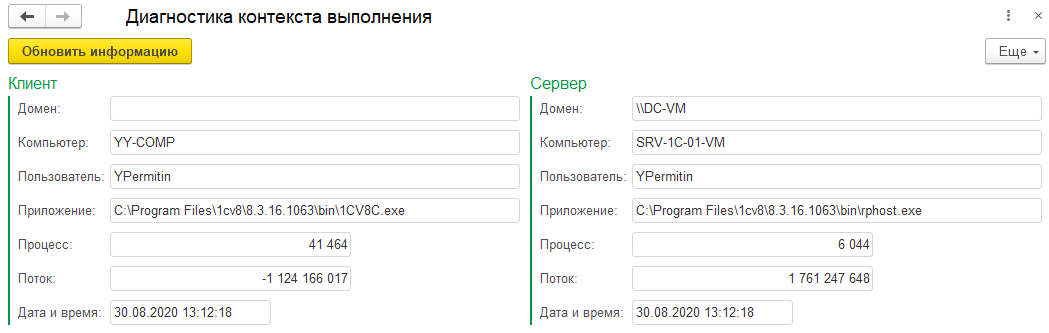 Диагностика контекста выполнения
Обновить информацию
Еще
Клиент
Домен:
Компьютер: YY-COMP
Пользователь: YPermitin
Приложение: C:\Program Files\1cv8\8.3.16.1063\bin\1CV8C.exe
Процесс: 41 464
Поток: -1 124 166 017
Дата и время: 30.08.2020 13:12:18
Сервер
Домен: \\DC-VM
Компьютер: SRV-1C-01-VM
Пользователь: YPermitin
Приложение: C:\Program Files\1cv8\8.3.16.1063\bin\rphost.exe
Процесс: 6 044
Поток: 1 761 247 648
Дата и время: 30.08.2020 13:12:18